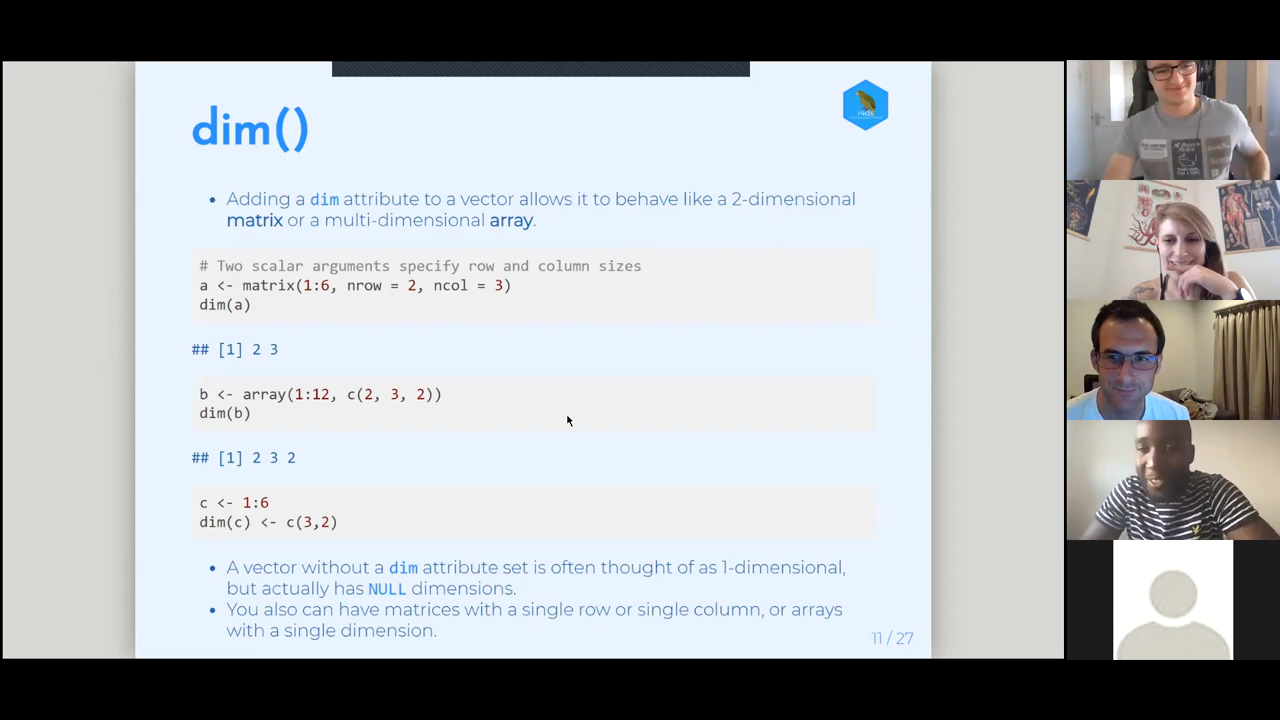 dim()
r4ds
• Adding a dim attribute to a vector allows it to behave like a 2-dimensional
matrix or a multi-dimensional array.
# Two scalar arguments specify row and column sizes
a <- matrix(1:6, nrow = 2, ncol = 3)
dim(a)
## [1] 2 3
b <- array(1:12, c(2, 3, 2))
dim(b)
## [1] 2 3 2
c <- 1:6
dim(c) <- c(3,2)
• A vector without a dim attribute set is often thought of as 1-dimensional,
but actually has NULL dimensions.
• You also can have matrices with a single row or single column, or arrays
with a single dimension.
11 / 27